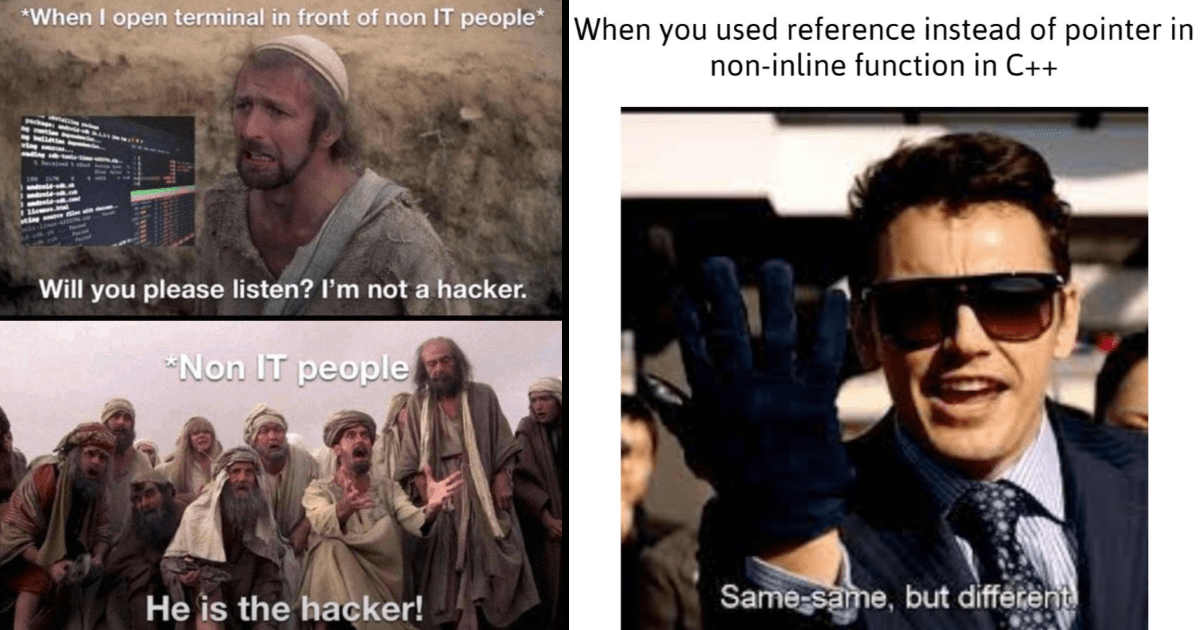 *When I open terminal in front of non IT people*
Will you please listen? I'm not a hacker.
*Non IT people
He is the hacker!
When you used reference instead of pointer in
non-inline function in C++
Same-same, but different.